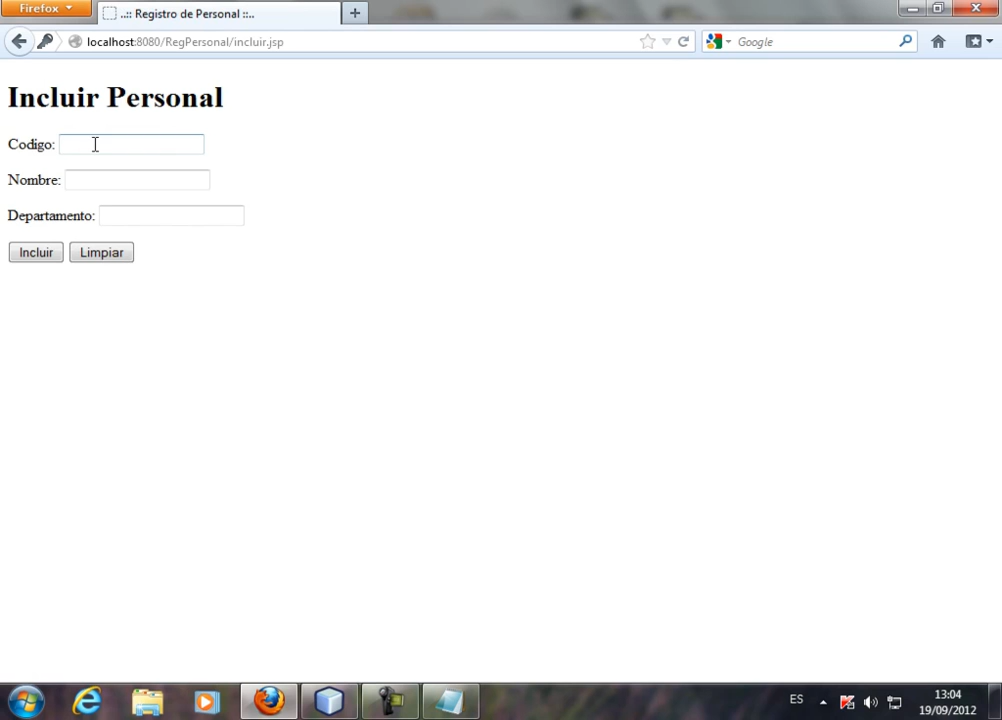 Firefox
..:: Registro de Personal ::..
localhost:8080/RegPersonal/incluir.jsp
Google
Incluir Personal
Codigo:
Nombre:
Departamento:
Incluir Limpiar
ES
13:04
19/09/2012